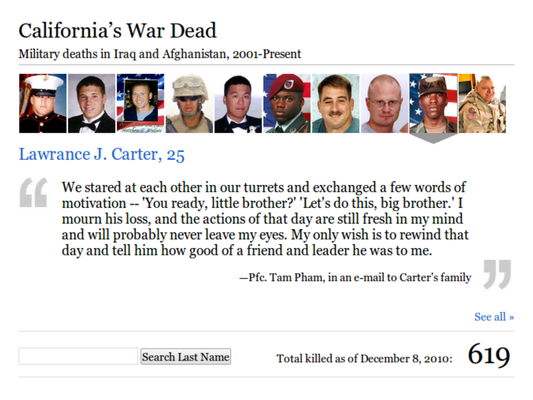 California's War Dead
Military deaths in Iraq and Afghanistan, 2001-Present
Lawrance J. Carter, 25
“ We stared at each other in our turrets and exchanged a few words of
motivation -- 'You ready, little brother?' 'Let's do this, big brother.' I
mourn his loss, and the actions of that day are still fresh in my mind
and will probably never leave my eyes. My only wish is to rewind that
day and tell him how good of a friend and leader he was to me.
—Pfc. Tam Pham, in an e-mail to Carter's family ”
See all »
Search Last Name
Total killed as of December 8, 2010: 619